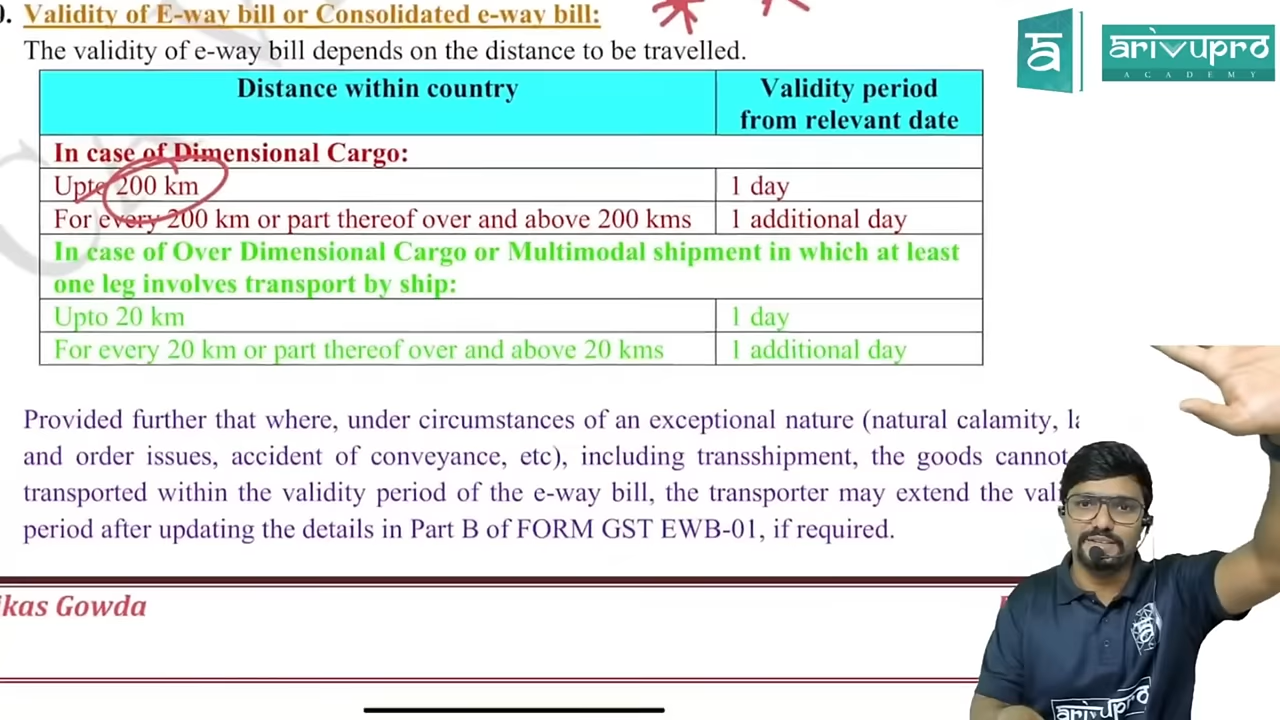 Validity of E-way bill or Consolidated e-way bill:
The validity of e-way bill depends on the distance to be travelled.
Distance within country
Validity period
from relevant date
In case of Dimensional Cargo:
Upto 200 km
1 day
For every 200 km or part thereof over and above 200 kms
1 additional day
In case of Over Dimensional Cargo or Multimodal shipment in which at least
one leg involves transport by ship:
Upto 20 km
1 day
For every 20 km or part thereof over and above 20 kms
1 additional day
Provided further that where, under circumstances of an exceptional nature (natural calamity,
and order issues, accident of conveyance, etc), including transshipment, the goods cannot
transported within the validity period of the e-way bill, the transporter may extend the
period after updating the details in Part B of FORM GST EWB-01, if required.
ikas Gowda
arivupro
ACADEMY
arivupro